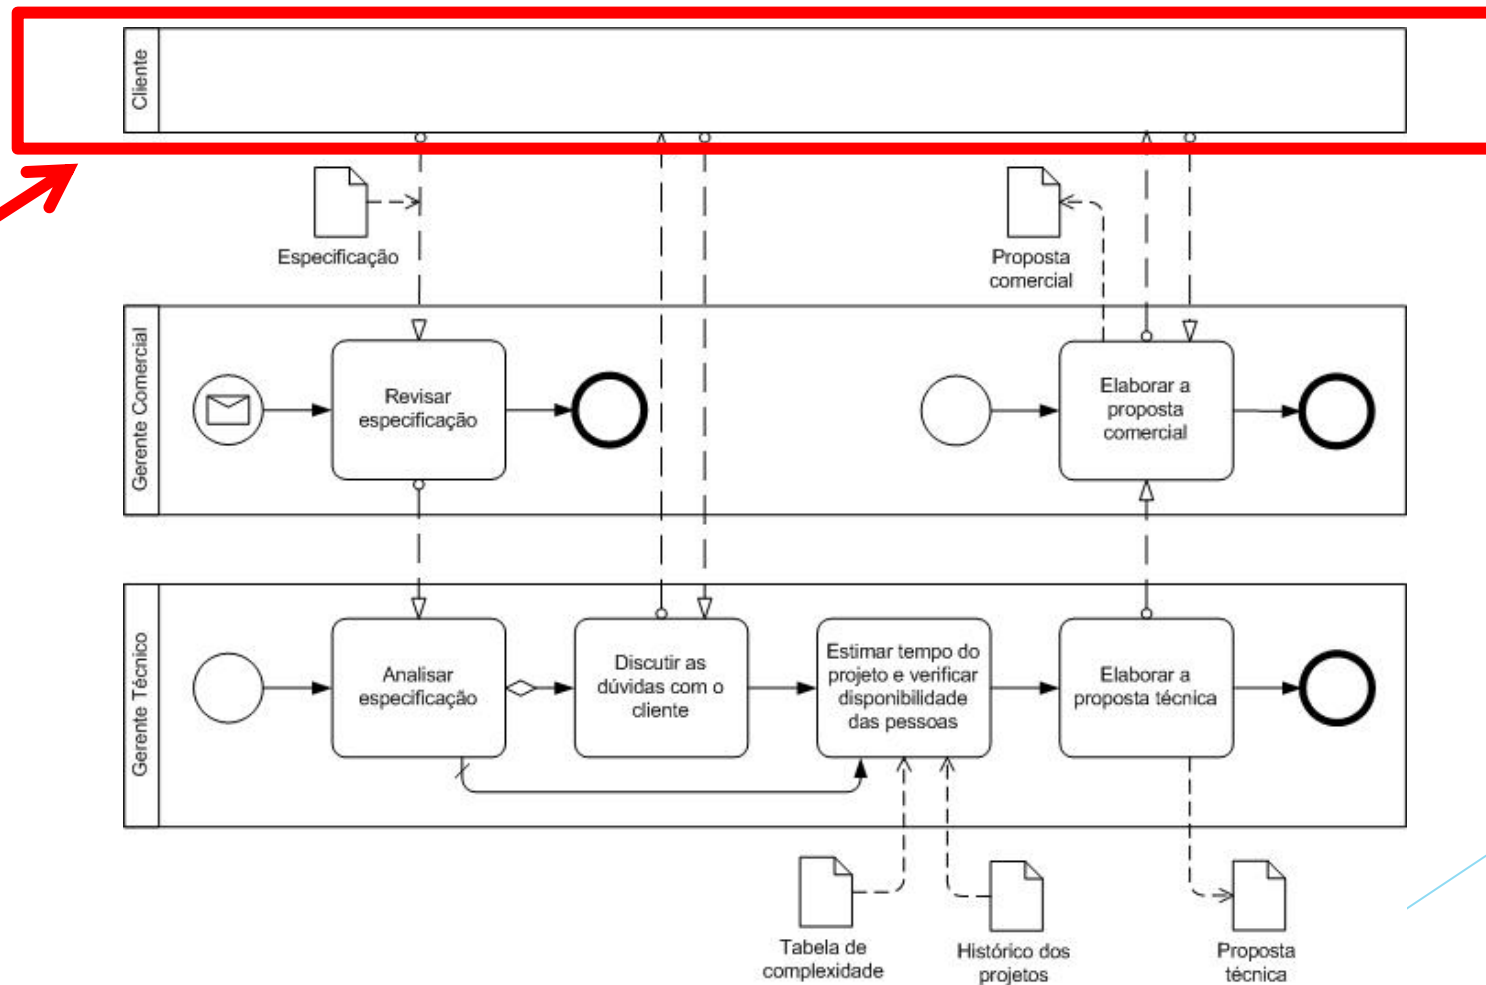 Cliente
Especificação
Proposta
comercial
Gerente Comercial
Revisar
especificação
Elaborar a
proposta
comercial
Gerente Técnico
Analisar
especificação
Discutir as
dúvidas com o
cliente
Estimar tempo do
projeto e verificar
disponibilidade
das pessoas
Elaborar a
proposta técnica
Tabela de
complexidade
Histórico dos
projetos
Proposta
técnica